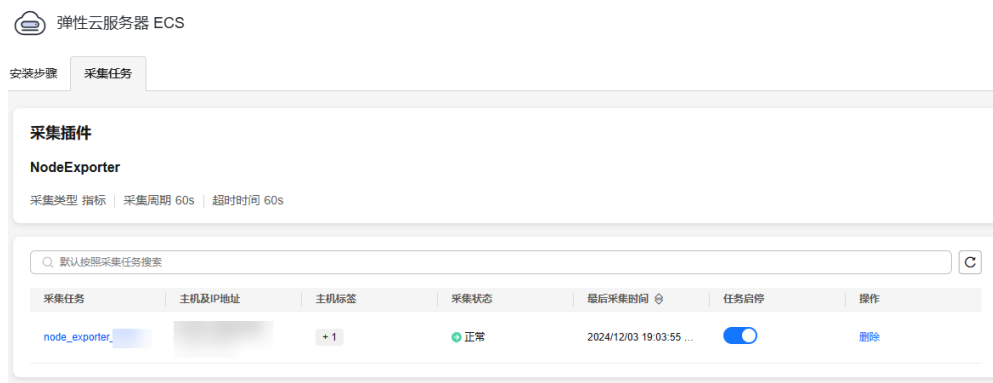 弹性云服务器 ECS
安装步骤 采集任务
采集插件
NodeExporter
采集类型 指标 采集周期 60s 超时时间 60s
默认按照采集任务搜索
采集任务 主机及IP地址 主机标签 采集状态 最后采集时间 任务启停 操作
node_exporter_ + 1 正常 2024/12/03 19:03:55 ... 删除